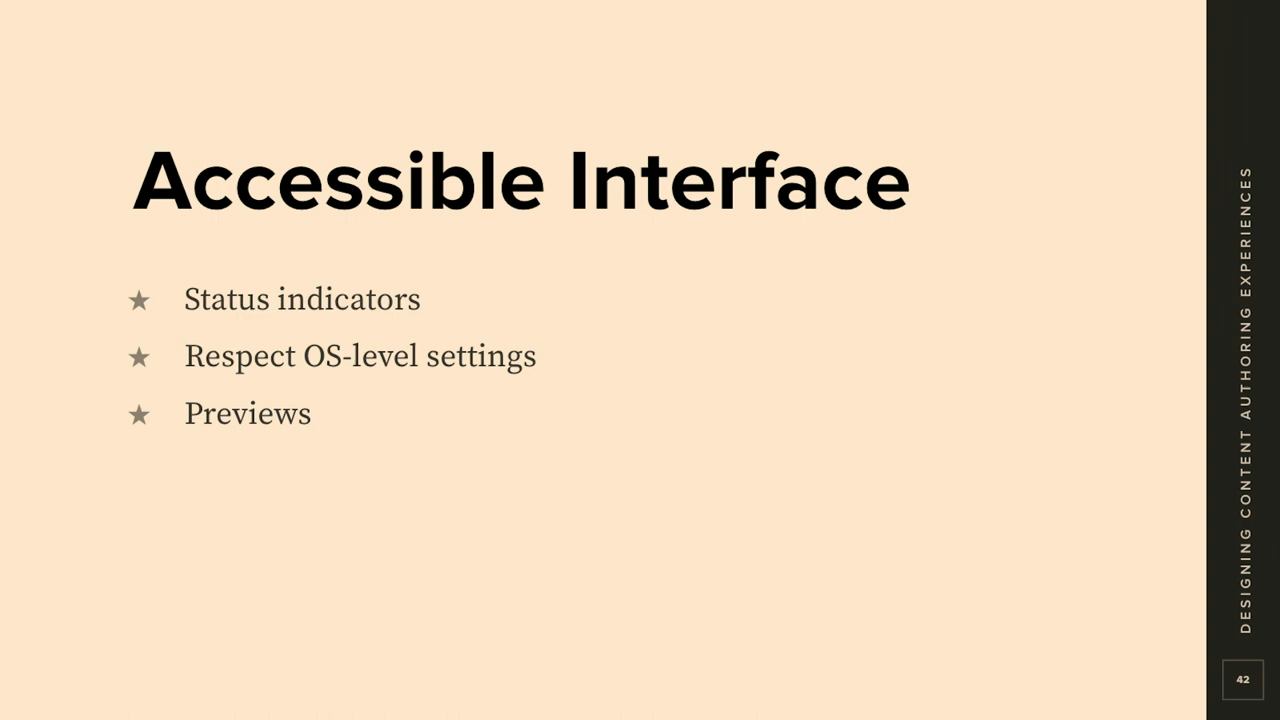 Accessible Interface
★ Status indicators
★ Respect OS-level settings
★ Previews
DESIGNING CONTENT AUTHORING EXPERIENCES
42